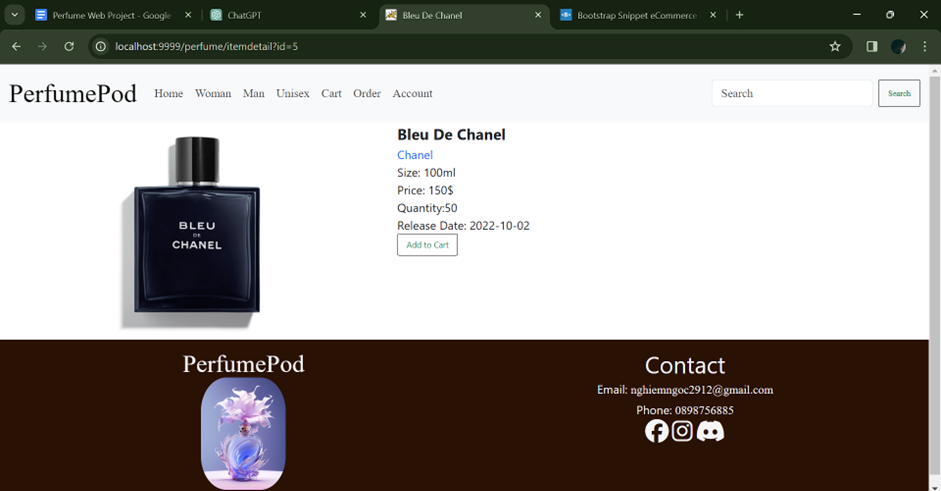 Perfume Web Project - Google
ChatGPT
Bleu De Chanel
Bootstrap Snippet eCommerce
localhost:9999/perfume/itemdetail?id=5
PerfumePod Home Woman Man Unisex Cart Order Account Search Search
BLEU
DE
CHANEL
Bleu De Chanel
Chanel
Size: 100ml
Price: 150$
Quantity:50
Release Date: 2022-10-02
Add to Cart
PerfumePod
Contact
Email: nghiemngoc2912@gmail.com
Phone: 0898756885